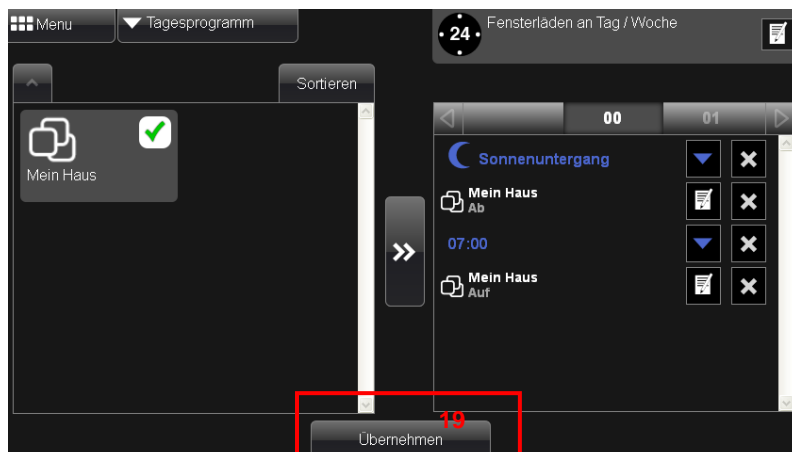 Menu
Tagesprogramm
24
Fensterläden an Tag / Woche
Sortieren
Mein Haus
00
01
Sonnenuntergang
Mein Haus
Ab
07:00
Mein Haus
Auf
19
Übernehmen